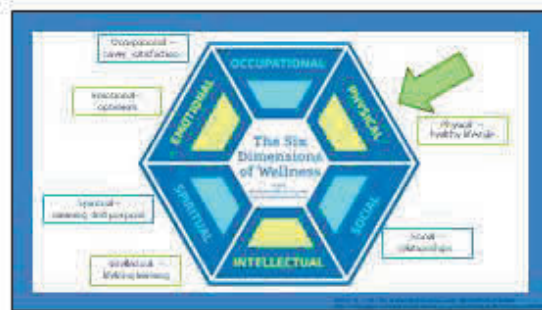 Occupational –
career satisfaction
OCCUPATIONAL
EMOTIONAL
PHYSICAL
Emotional-
optimism
Physical –
healthy lifestyle
The Six
Dimensions
of Wellness
Spiritual –
meaning and purpose
SPIRITUAL
SOCIAL
Social –
relationships
Intellectual –
lifelong learning
INTELLECTUAL